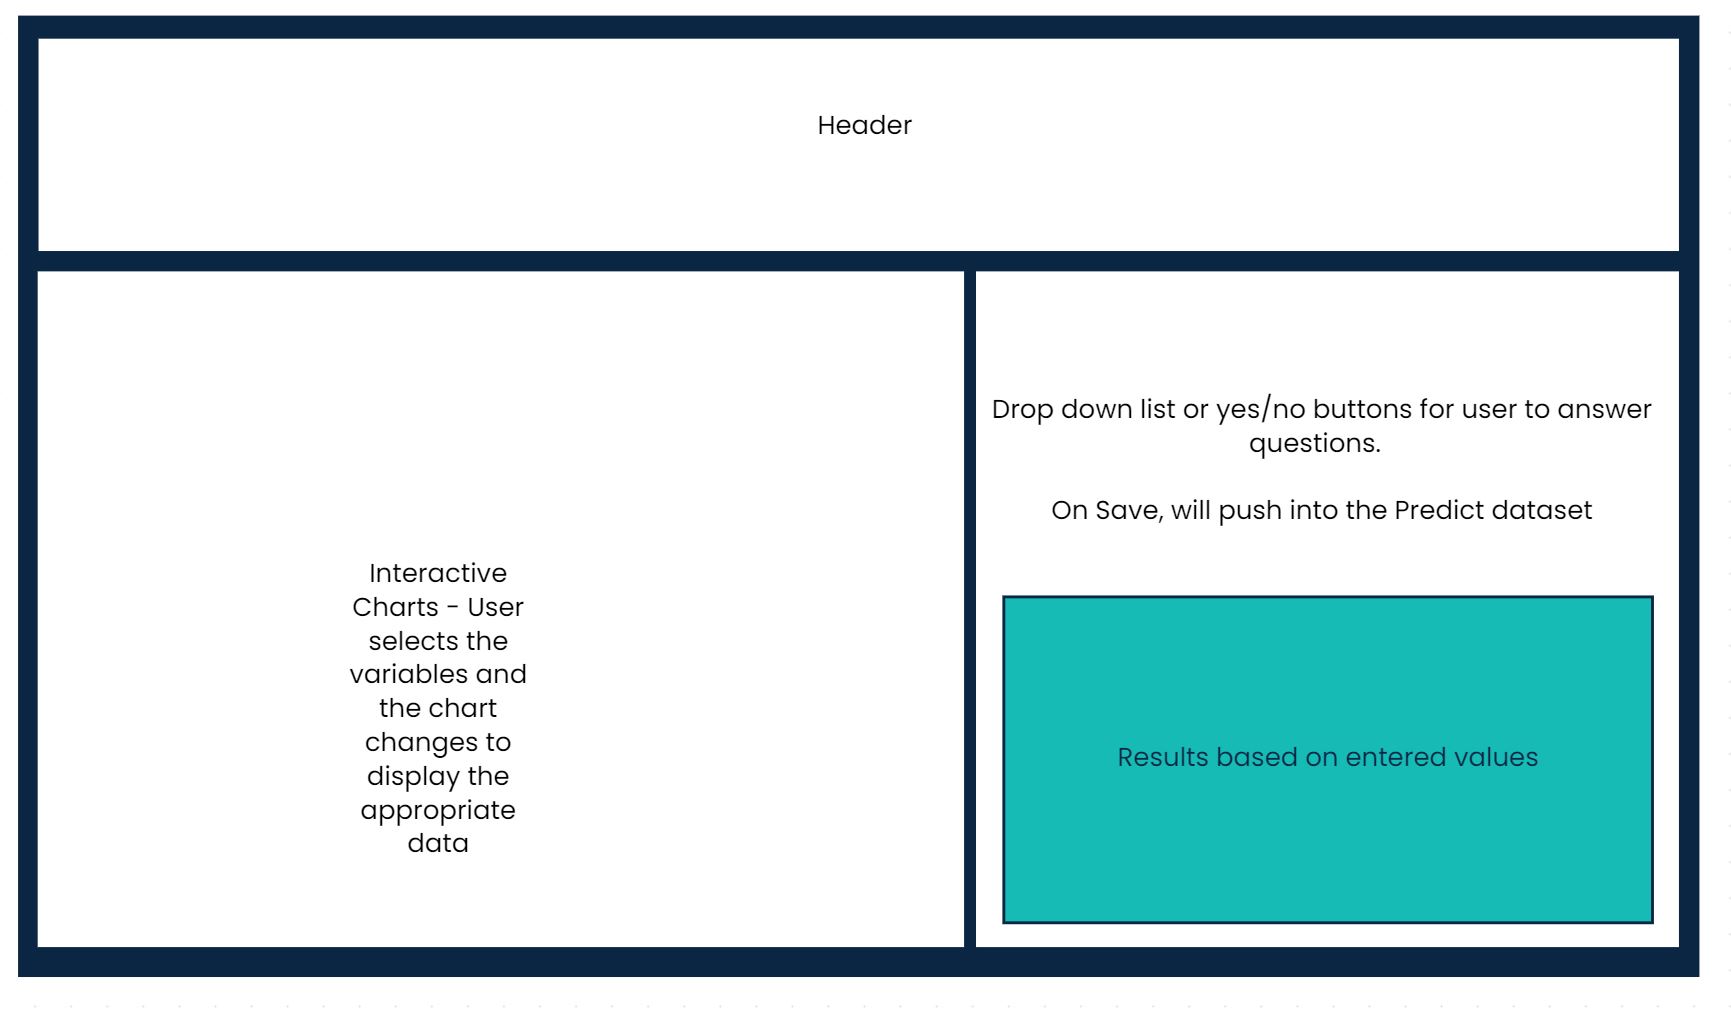 Header
Interactive
Charts - User
selects the
variables and
the chart
changes to
display the
appropriate
data
Drop down list or yes/no buttons for user to answer
questions.
On Save, will push into the Predict dataset
Results based on entered values